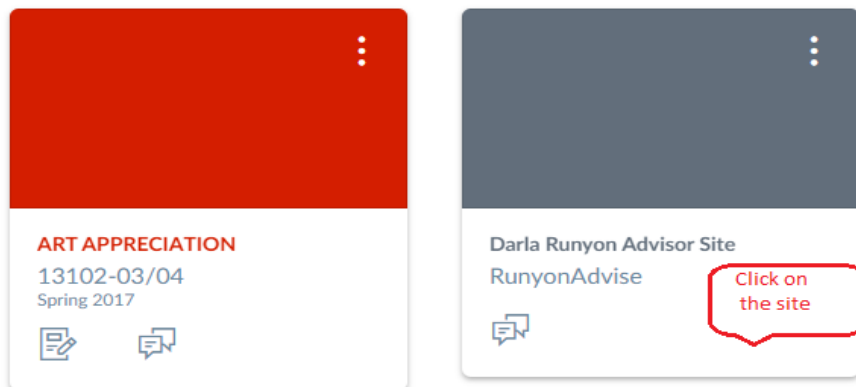 ART APPRECIATION
13102-03/04
Spring 2017
Darla Runyon Advisor Site
RunyonAdvise
Click on
the site